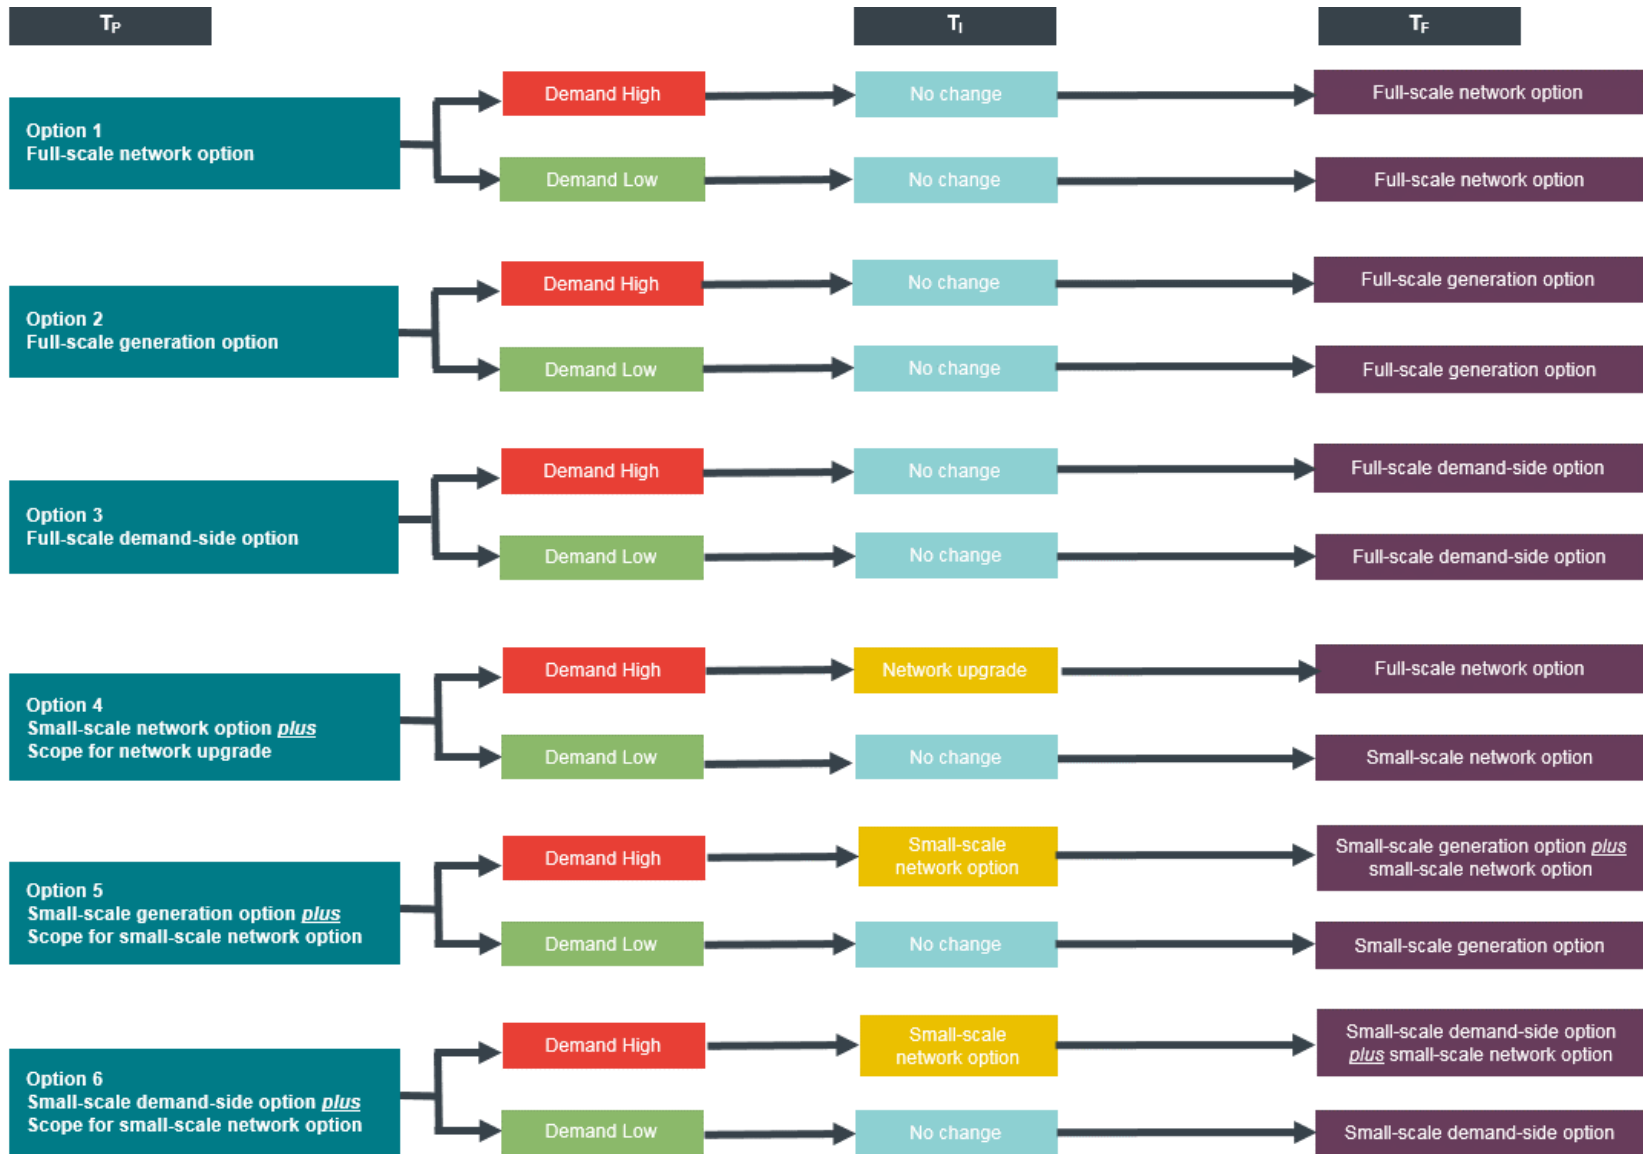 TP
TI
TF
Option 1
Full-scale network option
Demand High
No change
Full-scale network option
Demand Low
No change
Full-scale network option
Option 2
Full-scale generation option
Demand High
No change
Full-scale generation option
Demand Low
No change
Full-scale generation option
Option 3
Full-scale demand-side option
Demand High
No change
Full-scale demand-side option
Demand Low
No change
Full-scale demand-side option
Option 4
Small-scale network option plus
Scope for network upgrade
Demand High
Network upgrade
Full-scale network option
Demand Low
No change
Small-scale network option
Option 5
Small-scale generation option plus
Scope for small-scale network option
Demand High
Small-scale
network option
Small-scale generation option plus
small-scale network option
Demand Low
No change
Small-scale generation option
Option 6
Small-scale demand-side option plus
Scope for small-scale network option
Demand High
Small-scale
network option
Small-scale demand-side option
plus small-scale network option
Demand Low
No change
Small-scale demand-side option